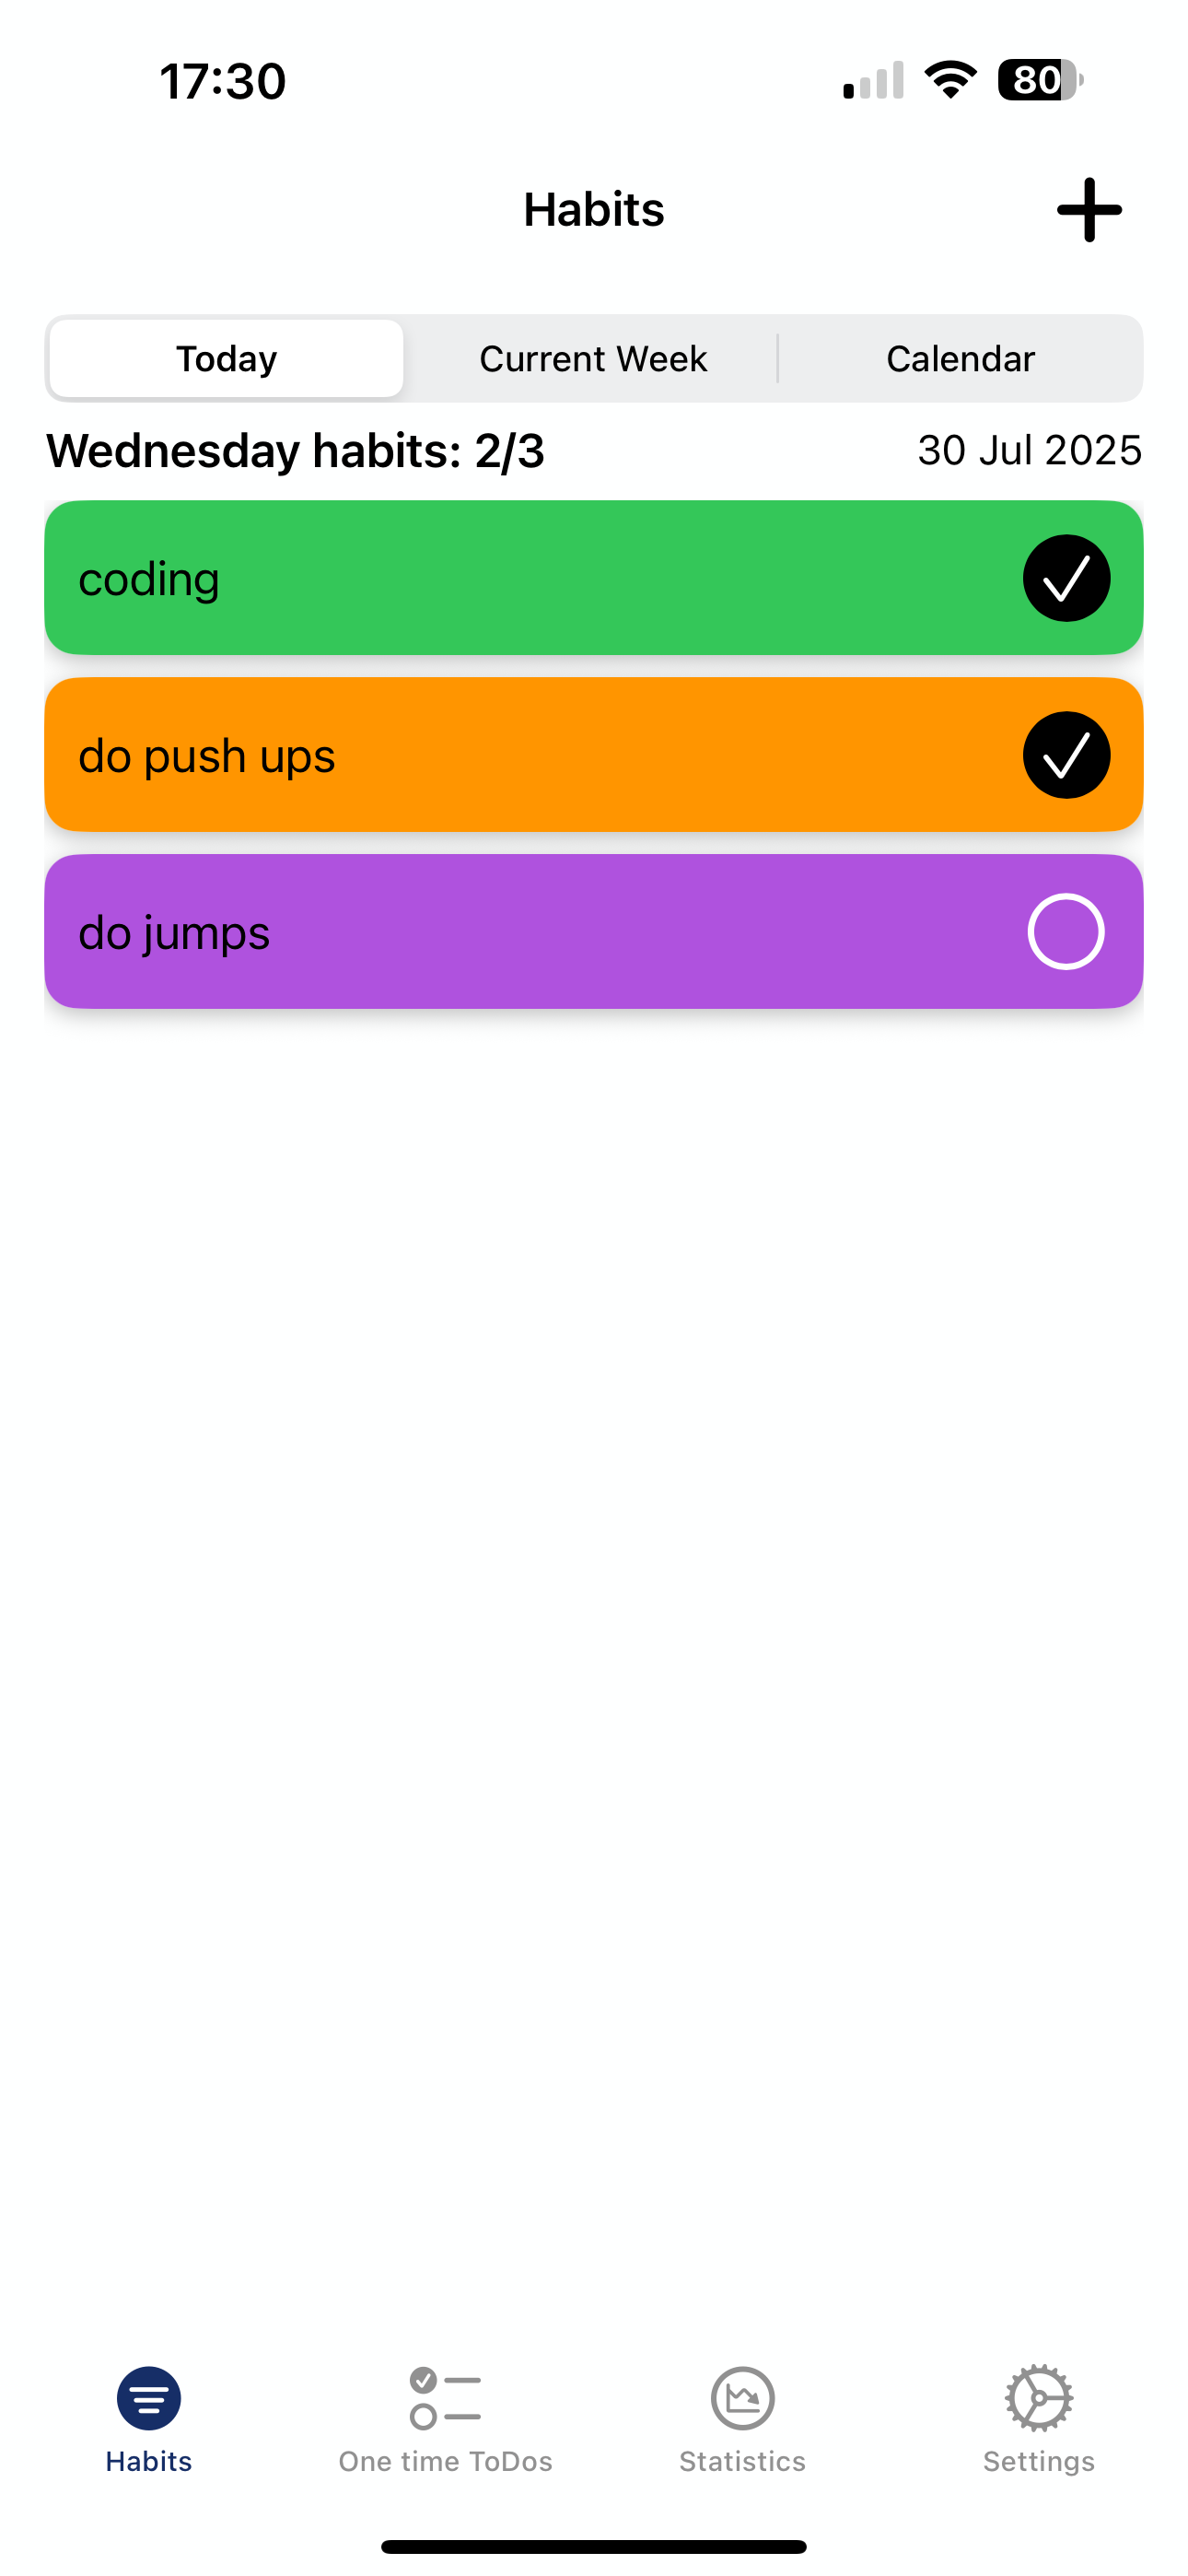 17:30
80
Habits
Today Current Week Calendar
Wednesday habits: 2/3 30 Jul 2025
coding
do push ups
do jumps
Habits One time ToDos Statistics Settings